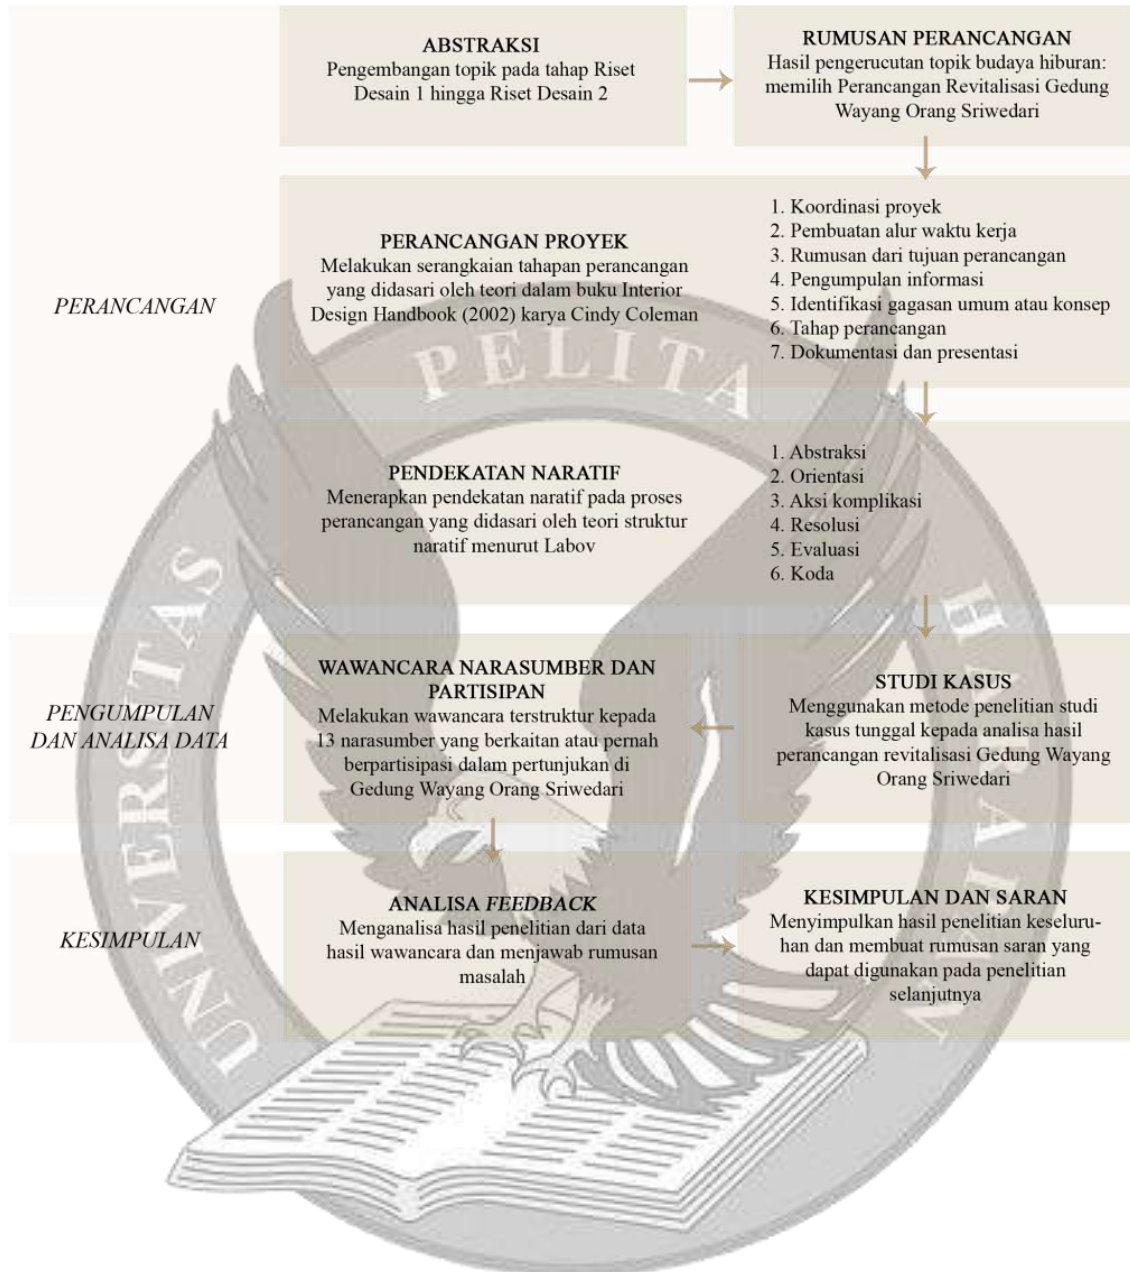 ABSTRAKSI
Pengembangan topik pada tahap Riset
Desain 1 hingga Riset Desain 2
RUMUSAN PERANCANGAN
Hasil pengerucutan topik budaya hiburan:
memilih Perancangan Revitalisasi Gedung
Wayang Orang Sriwedari
PERANCANGAN
PERANCANGAN PROYEK
Melakukan serangkaian tahapan perancangan
yang didasari oleh teori dalam buku Interior
Design Handbook (2002) karya Cindy Coleman
1. Koordinasi proyek
2. Pembuatan alur waktu kerja
3. Rumusan dari tujuan perancangan
4. Pengumpulan informasi
5. Identifikasi gagasan umum atau konsep
6. Tahap perancangan
7. Dokumentasi dan presentasi
PENDEKATAN NARATIF
Menerapkan pendekatan naratif pada proses
perancangan yang didasari oleh teori struktur
naratif menurut Labov
1. Abstraksi
2. Orientasi
3. Aksi komplikasi
4. Resolusi
5. Evaluasi
6. Koda
PENGUMPULAN
DAN ANALISA DATA
WAWANCARA NARASUMBER DAN
PARTISIPAN
Melakukan wawancara terstruktur kepada
13 narasumber yang berkaitan atau pernah
berpartisipasi dalam pertunjukan di
Gedung Wayang Orang Sriwedari
STUDI KASUS
Menggunakan metode penelitian studi
kasus tunggal kepada analisa hasil
perancangan revitalisasi Gedung Wayang
Orang Sriwedari
KESIMPULAN
ANALISA FEEDBACK
Menganalisa hasil penelitian dari data
hasil wawancara dan menjawab rumusan
masalah
KESIMPULAN DAN SARAN
Menyimpulkan hasil penelitian keseluru-
han dan membuat rumusan saran yang
dapat digunakan pada penelitian
selanjutnya
UNIVERSITAS PELITA HARAPAN